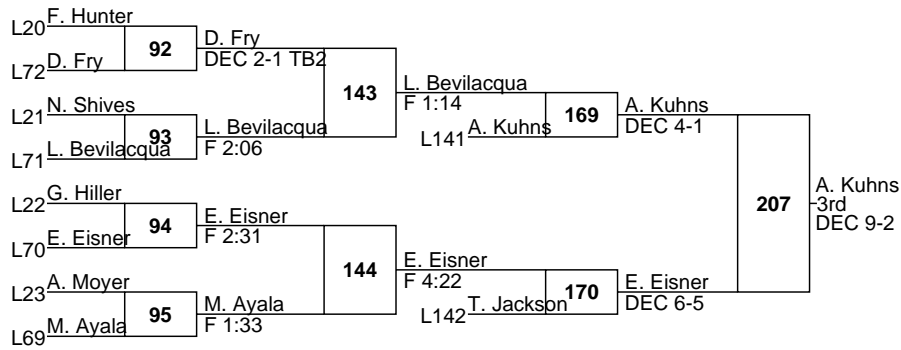 F. Hunter
L20
92
D. Fry
DEC 2-1 TB2
L72
D. Fry
143
L. Bevilacqua
F 1:14
N. Shives
L21
93
L. Bevilacqua
F 2:06
L71
L. Bevilacqua
L141
A. Kuhns
169
A. Kuhns
DEC 4-1
G. Hiller
L22
94
E. Eisner
F 2:31
L70
E. Eisner
144
E. Eisner
F 4:22
A. Moyer
L23
95
M. Ayala
F 1:33
L69
M. Ayala
L142
T. Jackson
170
E. Eisner
DEC 6-5
207
A. Kuhns
3rd
DEC 9-2